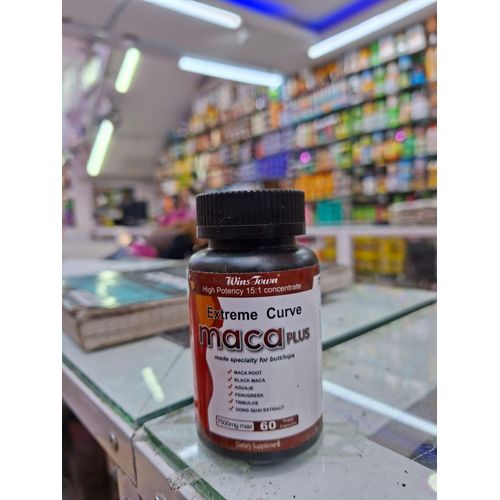 Wins Town
High Potency 15:1 concentrate
Extreme Curve
maca PLUS
made specialty for butt/hips
MACA ROOT
BLACK MACA
AGUAJE
FENUGREEK
TRIBULUS
DONG QUAI EXTRACT
7500mg max 60
Dietary Supplement